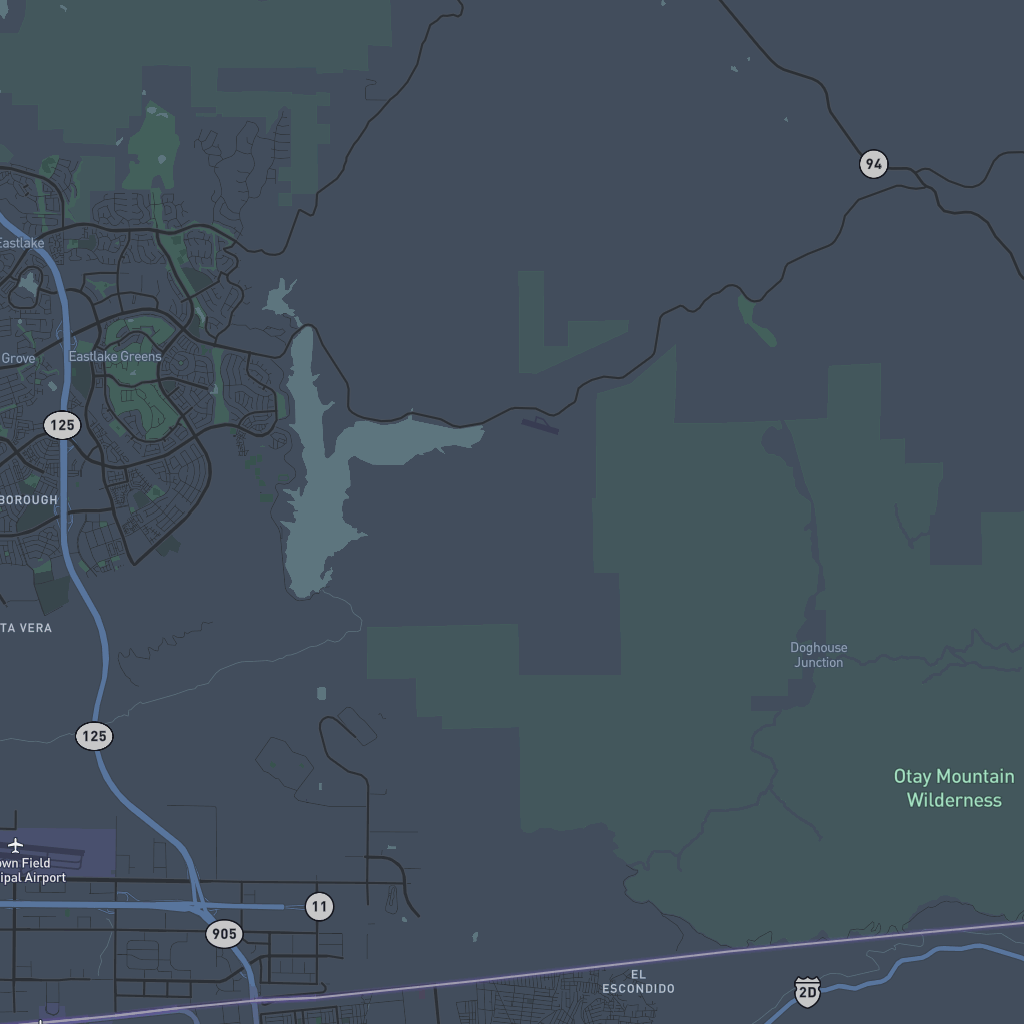 94
Eastlake
Grove
Eastlake Greens
125
BOROUGH
TA VERA
Doghouse
Junction
125
Otay Mountain
Wilderness
own Field
ipal Airport
11
905
EL
ESCONDIDO
2D